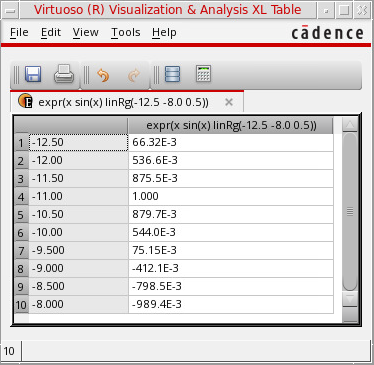 Virtuoso (R) Visualization & Analysis XL Table
File Edit View Tools Help cādence
expr(x sin(x) linRg(-12.5 -8.0 0.5))
expr(x sin(x) linRg(-12.5 -8.0 0.5))
1 -12.50 66.32E-3
2 -12.00 536.6E-3
3 -11.50 875.5E-3
4 -11.00 1.000
5 -10.50 879.7E-3
6 -10.00 544.0E-3
7 -9.500 75.15E-3
8 -9.000 -412.1E-3
9 -8.500 -798.5E-3
10 -8.000 -989.4E-3
10